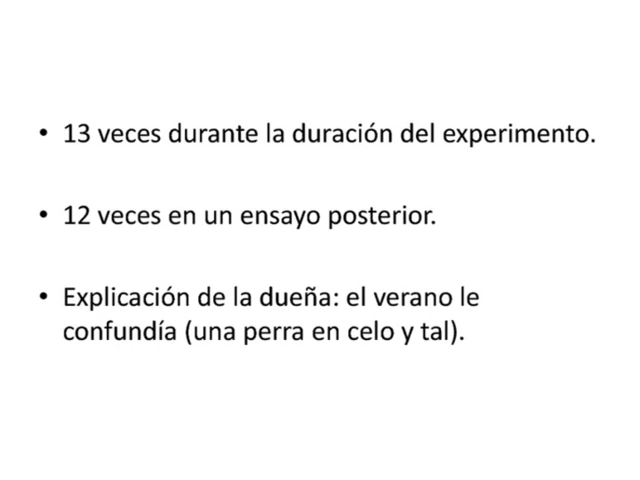 • 13 veces durante la duración del experimento.
• 12 veces en un ensayo posterior.
• Explicación de la dueña: el verano le
confundía (una perra en celo y tal).